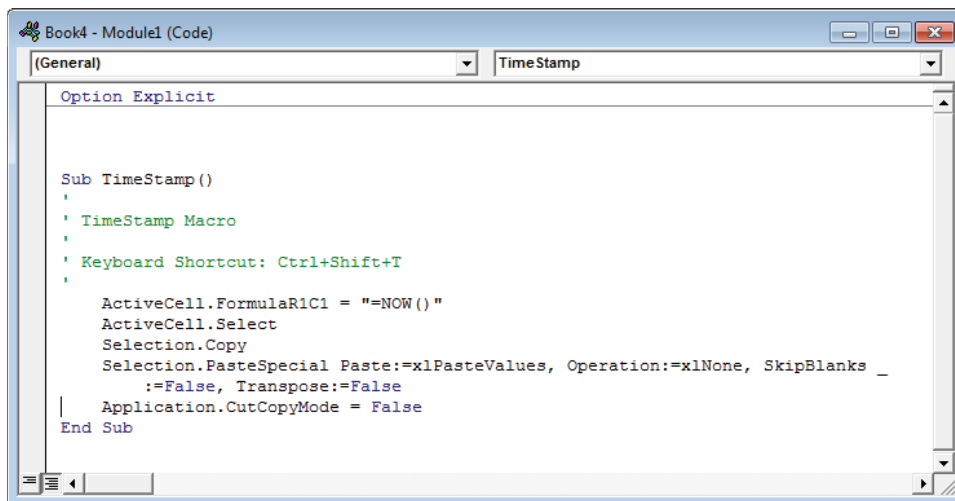 Book4 - Module1 (Code)
(General) TimeStamp
Option Explicit
Sub TimeStamp()
'
' TimeStamp Macro
'
' Keyboard Shortcut: Ctrl+Shift+T
'
    ActiveCell.FormulaR1C1 = "=NOW()"
    ActiveCell.Select
    Selection.Copy
    Selection.PasteSpecial Paste:=xlPasteValues, Operation:=xlNone, SkipBlanks _
        :=False, Transpose:=False
    Application.CutCopyMode = False
End Sub